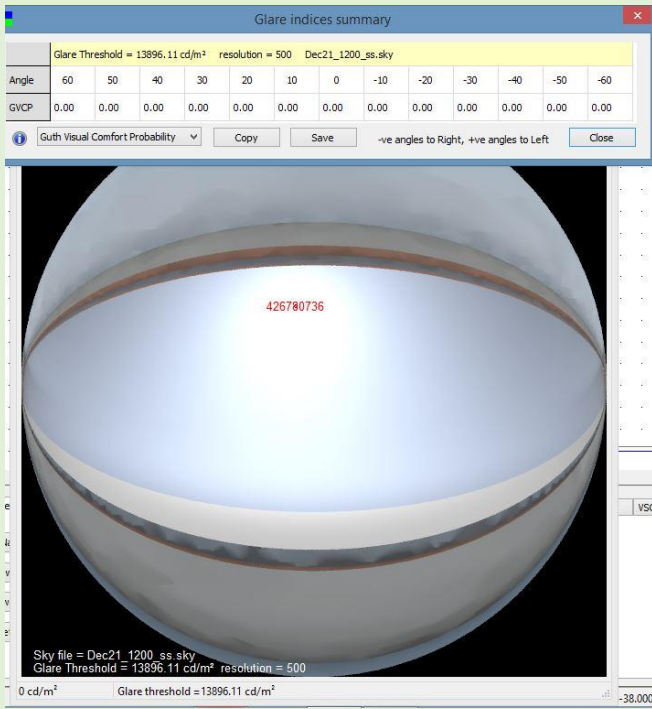 Glare indices summary
Glare Threshold = 13896.11 cd/m² resolution = 500 Dec21_1200_ss.sky
Angle 60 50 40 30 20 10 0 -10 -20 -30 -40 -50 -60
GVCP 0.00 0.00 0.00 0.00 0.00 0.00 0.00 0.00 0.00 0.00 0.00 0.00 0.00
Guth Visual Comfort Probability Copy Save -ve angles to Right, +ve angles to Left Close
426780736
Sky file = Dec21_1200_ss.sky
Glare Threshold = 13896.11 cd/m² resolution = 500
0 cd/m² Glare threshold =13896.11 cd/m²
-38.000